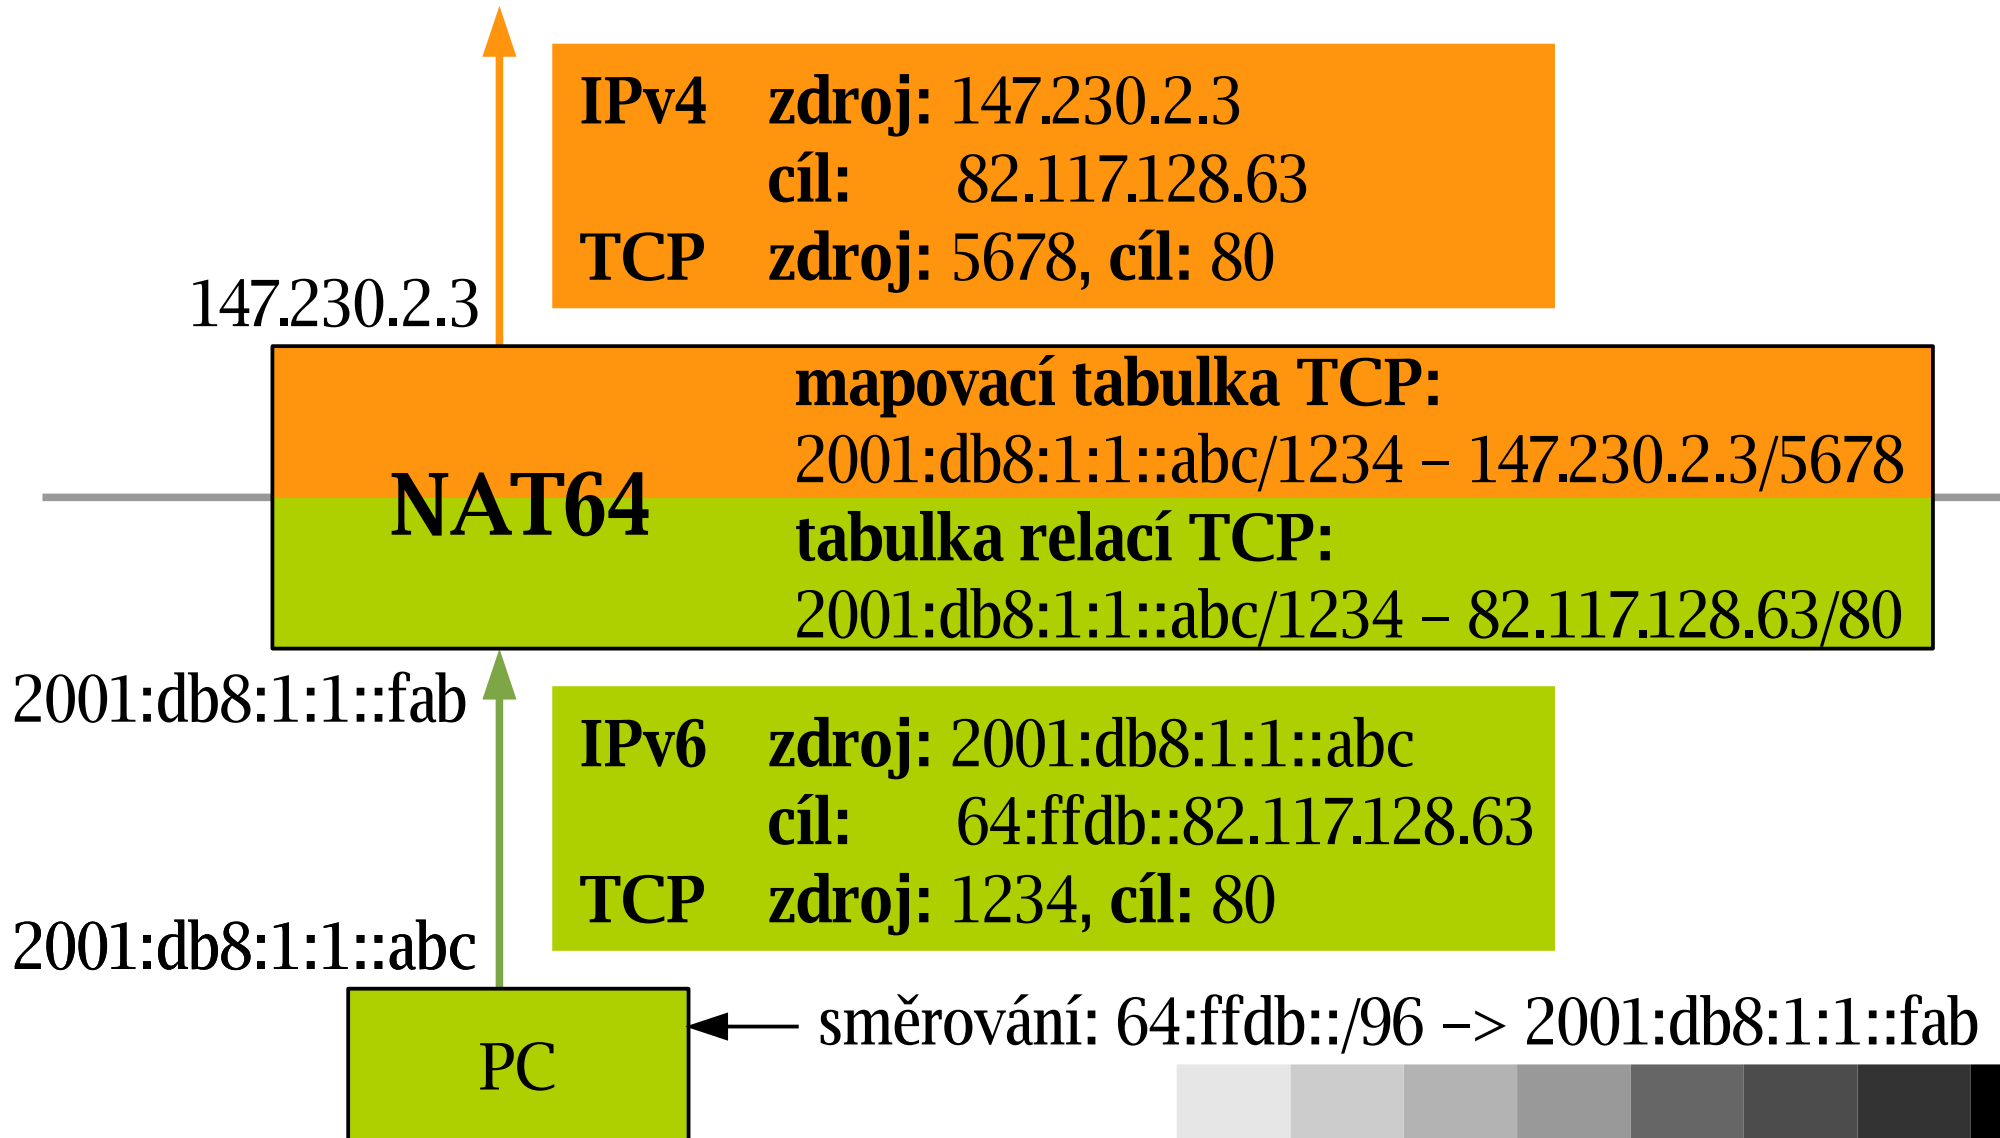 IPv4 zdroj: 147.230.2.3
cíl: 82.117.128.63
TCP zdroj: 5678, cíl: 80
147.230.2.3
mapovací tabulka TCP:
2001:db8:1:1::abc/1234 – 147.230.2.3/5678
NAT64
tabulka relací TCP:
2001:db8:1:1::abc/1234 – 82.117.128.63/80
2001:db8:1:1::fab
IPv6 zdroj: 2001:db8:1:1::abc
cíl: 64:ffdb::82.117.128.63
TCP zdroj: 1234, cíl: 80
2001:db8:1:1::abc
směrování: 64:ffdb::/96 –> 2001:db8:1:1::fab
PC